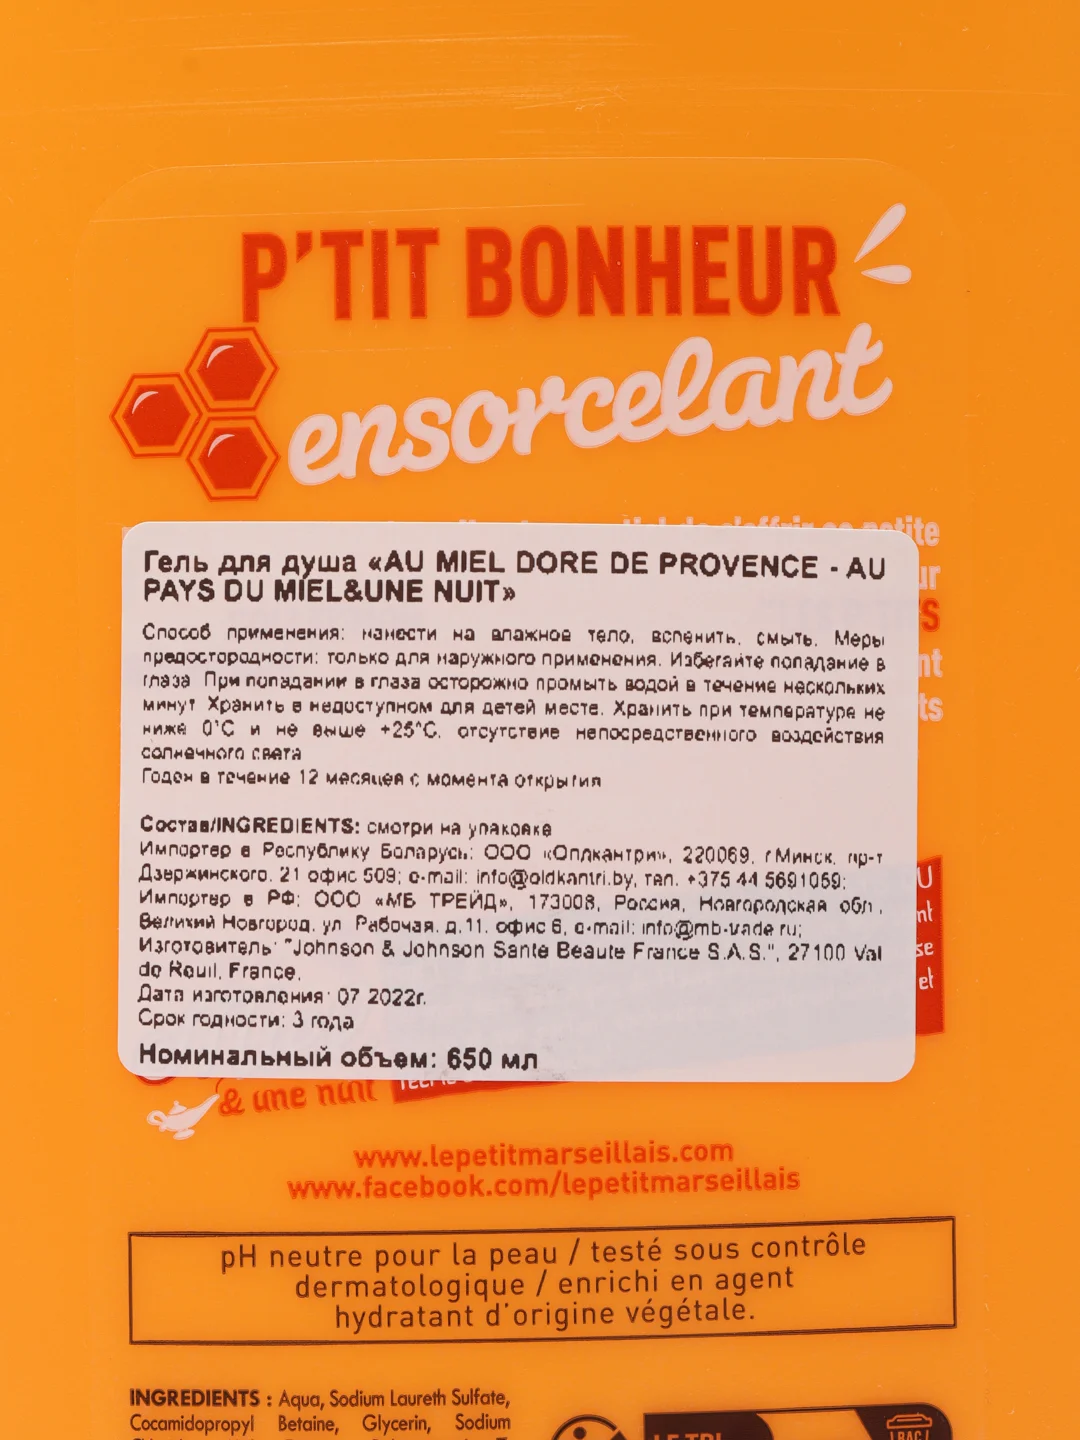 P'TIT BONHEUR
ensorcelant
petite
Гель для душа «AU MIEL DORE DE PROVENCE - AU
PAYS DU MIEL&UNE NUIT»
Способ применения: нанести на влажное тело, вспенить, смыть. Меры
предостородности: только для наружного применения. Избегайте попадание в
глаза. При попадании в глаза осторожно промыть водой в течение нескольких
минут. Хранить в недоступном для детей месте. Хранить при температуре не
ниже 0°С и не выше +25°С, отсутствие непосредственного воздействия
солнечного света
Годен в течение 12 месяцев с момента открытия
Состав/INGREDIENTS: смотри на упаковке
Импортер в Республику Беларусь: ООО «Олдкантри», 220069, г.Минск, пр-т
Дзержинского, 21 офис 509; e-mail: info@oldkantri.by, тел. +375 44 5691059;
Импортер в РФ: ООО «МБ ТРЕЙД», 173008, Россия, Новгородская обл.,
Великий Новгород, ул. Рабочая, д.11, офис 6, e-mail: info@mb-trade.ru;
Изготовитель: "Johnson & Johnson Sante Beaute France S.A.S.", 27100 Val
de Reuil, France.
Дата изготовления: 07 2022г.
Срок годности: 3 года
Номинальный объем: 650 мл
et
& une nuit
www.lepetitmarseillais.com
www.facebook.com/lepetitmarseillais
pH neutre pour la peau / testé sous contrôle
dermatologique / enrichi en agent
hydratant d'origine végétale.
INGREDIENTS : Aqua, Sodium Laureth Sulfate,
Cocamidopropyl Betaine, Glycerin, Sodium
LE TRI
BAC